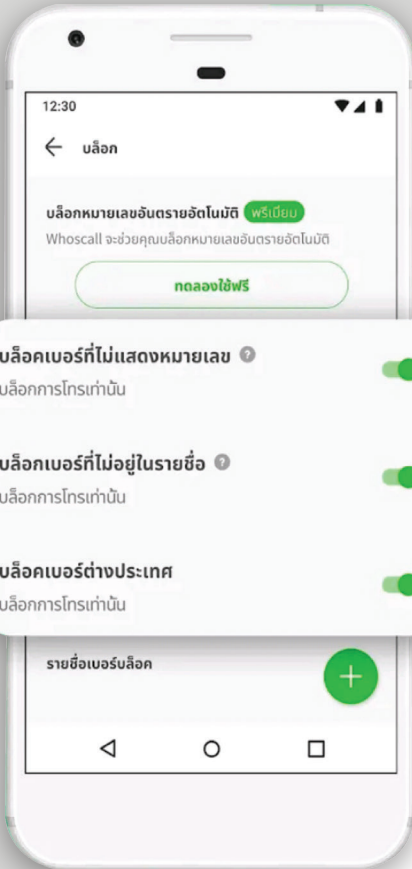 12:30
บล็อก
บล็อกหมายเลขอันตรายอัตโนมัติ พรีเมียม
Whoscall จะช่วยคุณบล็อกหมายเลขอันตรายอัตโนมัติ
ทดลองใช้ฟรี
บล็อคเบอร์ที่ไม่แสดงหมายเลข ?
บล็อกการโทรเท่านั้น
บล็อกเบอร์ที่ไม่อยู่ในรายชื่อ ?
บล็อกการโทรเท่านั้น
บล็อคเบอร์ต่างประเทศ
บล็อกการโทรเท่านั้น
รายชื่อเบอร์บล็อค